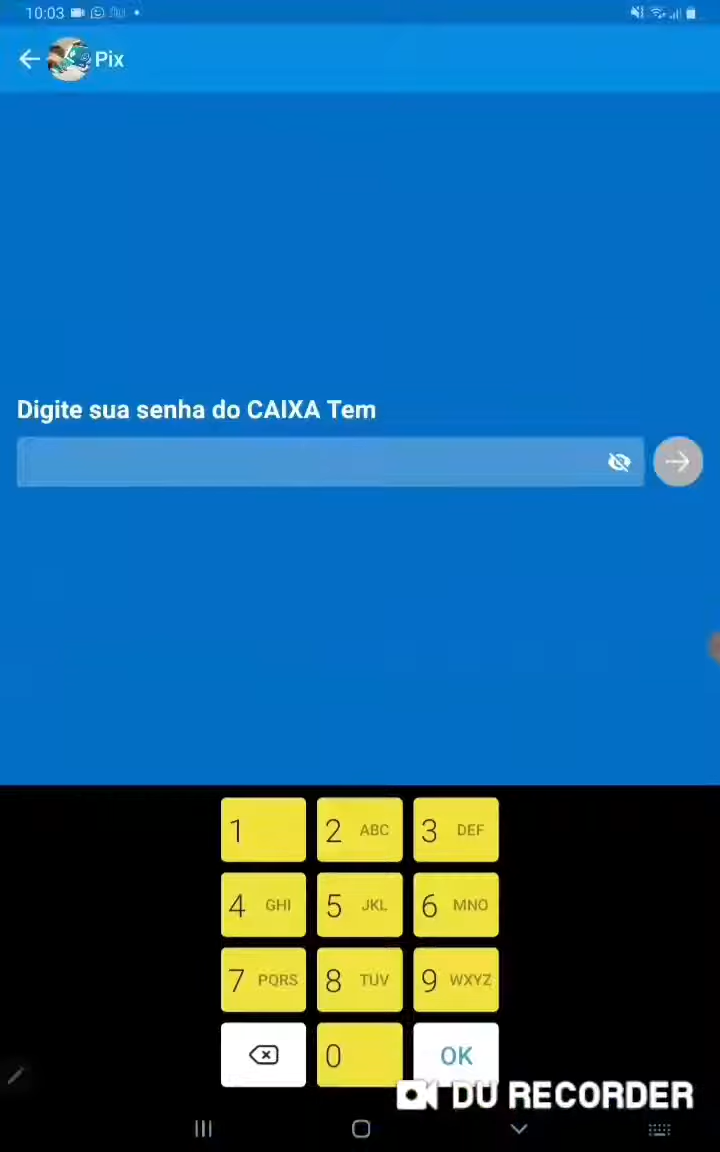 10:03
Pix
Digite sua senha do CAIXA Tem
1
2 ABC
3 DEF
4 GHI
5 JKL
6 MNO
7 PQRS
8 TUV
9 WXYZ
0
OK
DU RECORDER